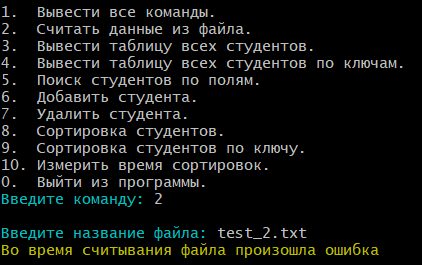 1.  Вывести все команды.
2.  Считать данные из файла.
3.  Вывести таблицу всех студентов.
4.  Вывести таблицу всех студентов по ключам.
5.  Поиск студентов по полям.
6.  Добавить студента.
7.  Удалить студента.
8.  Сортировка студентов.
9.  Сортировка студентов по ключу.
10. Измерить время сортировок.
0.  Выйти из программы.
Введите команду: 2
Введите название файла: test_2.txt
Во время считывания файла произошла ошибка